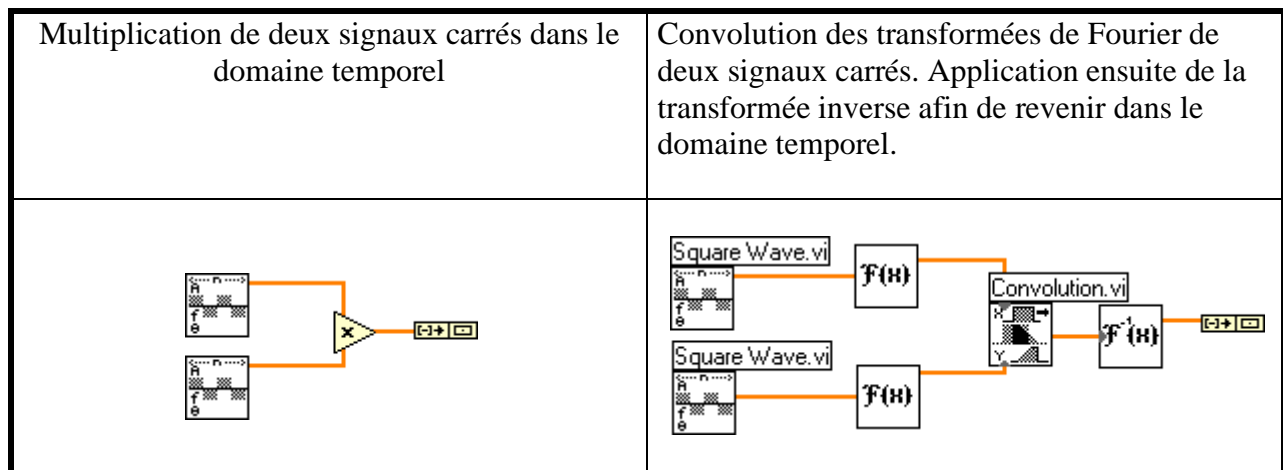 Multiplication de deux signaux carrés dans le
domaine temporel
Convolution des transformées de Fourier de
deux signaux carrés. Application ensuite de la
transformée inverse afin de revenir dans le
domaine temporel.
<---n--->
A
f
θ
×
<---n--->
A
f
θ
Square Wave.vi
<---n--->
A
f
θ
F(x)
Convolution.vi
X
Y
F⁻¹(x)
Square Wave.vi
<---n--->
A
f
θ
F(x)